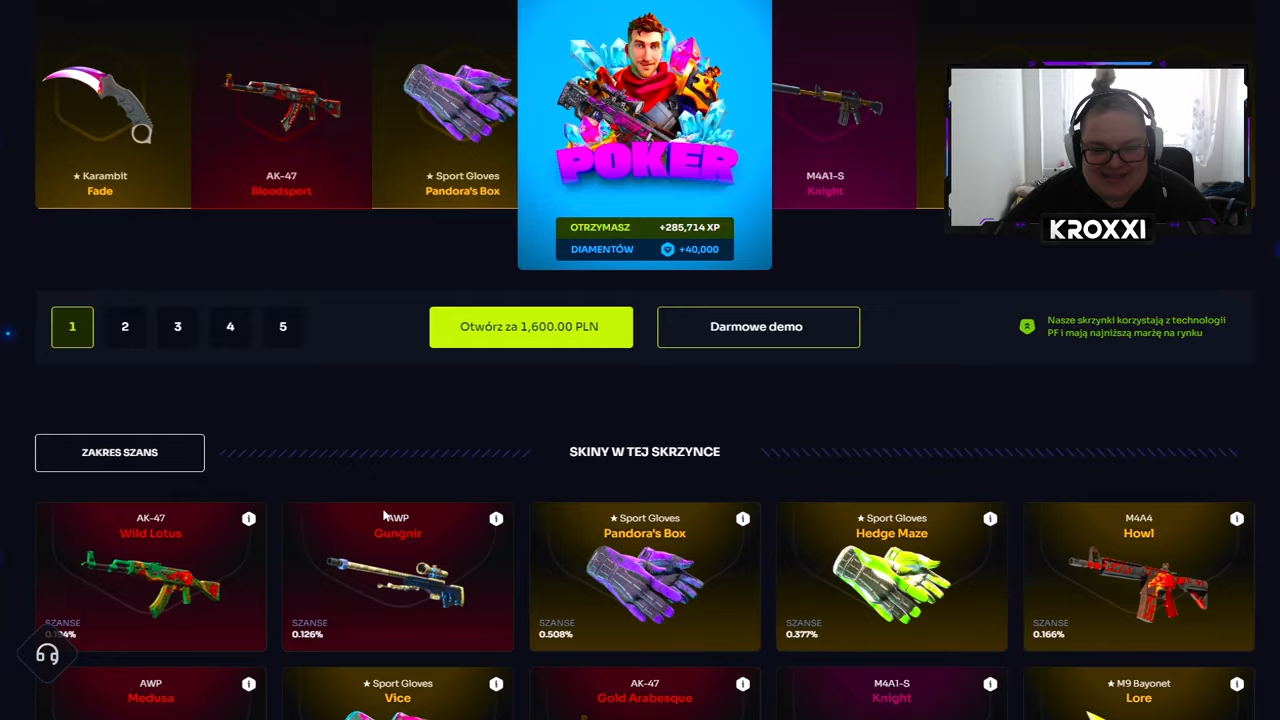 POKER
★ Karambit
Fade
AK-47
Bloodsport
★ Sport Gloves
Pandora's Box
M4A1-S
Knight
OTRZYMASZ +285,714 XP
DIAMENTÓW +40,000
KROXXI
1 2 3 4 5
Otwórz za 1,600.00 PLN
Darmowe demo
Nasze skrzynki korzystają z technologii
PF i mają najniższą marżę na rynku
ZAKRES SZANS
SKINY W TEJ SKRZYNCE
AK-47
Wild Lotus
SZANSE
0.194%
AWP
Gungnir
SZANSE
0.126%
★ Sport Gloves
Pandora's Box
SZANSE
0.508%
★ Sport Gloves
Hedge Maze
SZANSE
0.377%
M4A4
Howl
SZANSE
0.166%
AWP
Medusa
★ Sport Gloves
Vice
AK-47
Gold Arabesque
M4A1-S
Knight
★ M9 Bayonet
Lore